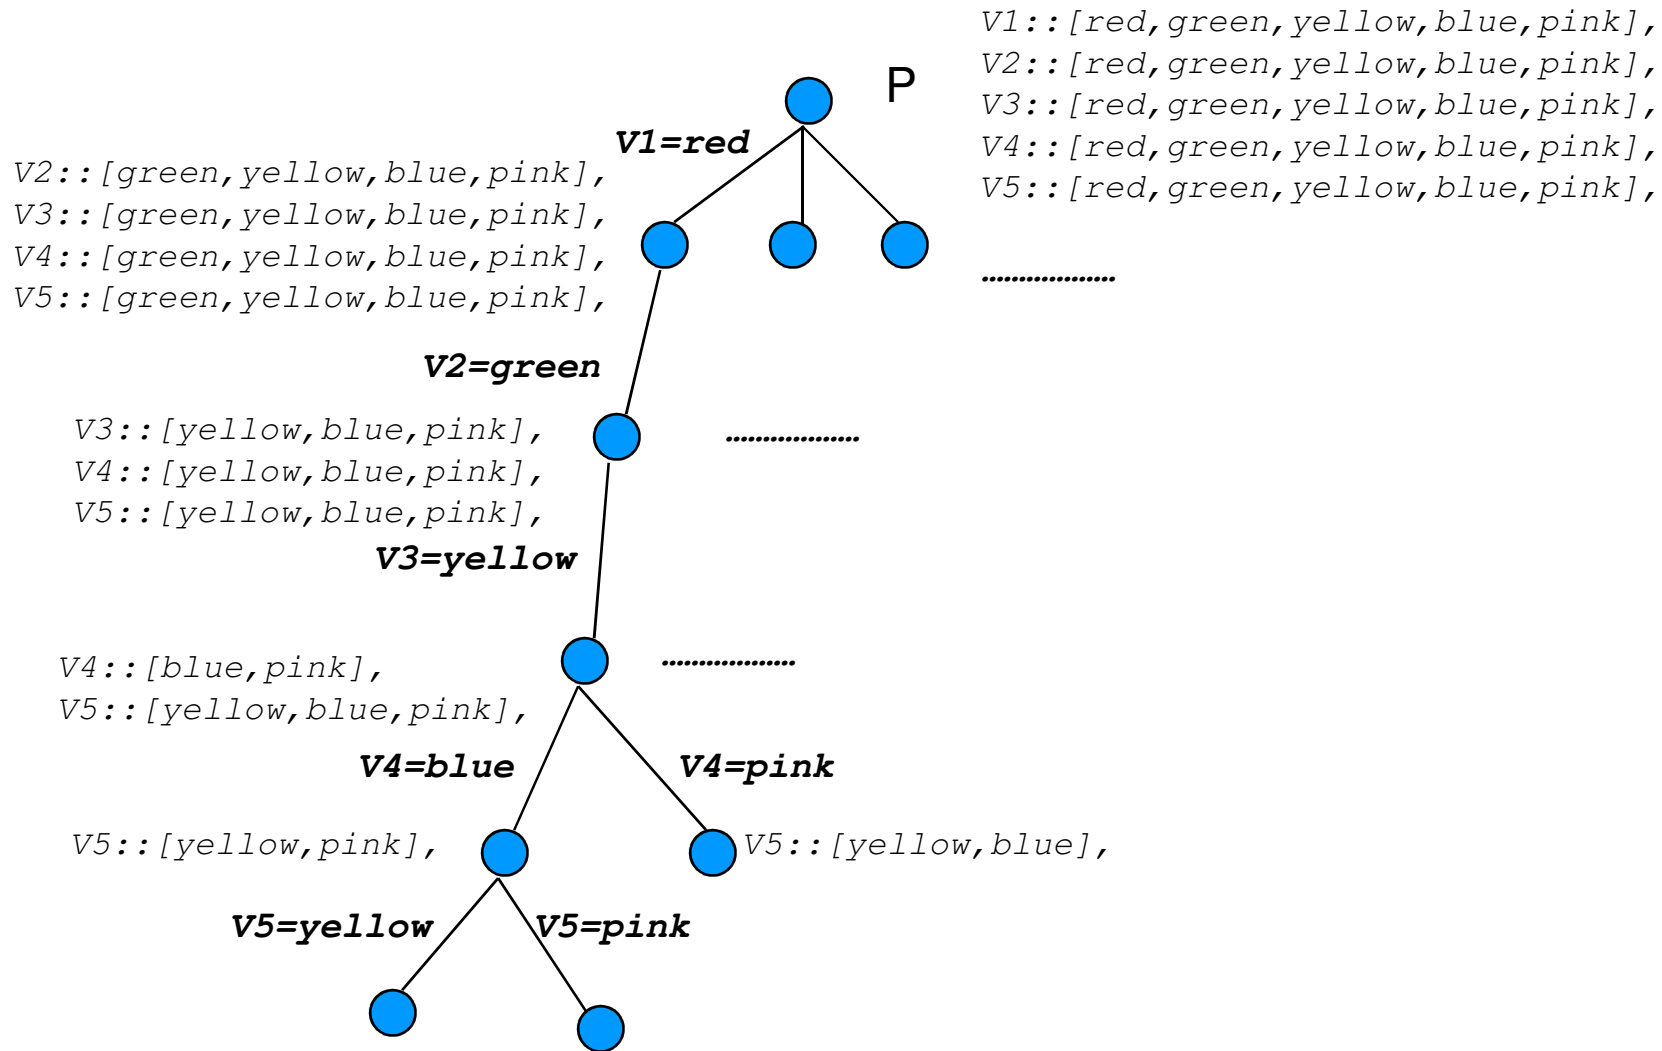 P
V1::[red,green,yellow,blue,pink],
V2::[red,green,yellow,blue,pink],
V3::[red,green,yellow,blue,pink],
V4::[red,green,yellow,blue,pink],
V5::[red,green,yellow,blue,pink],
V1=red
V2::[green,yellow,blue,pink],
V3::[green,yellow,blue,pink],
V4::[green,yellow,blue,pink],
V5::[green,yellow,blue,pink],
..................
V2=green
V3::[yellow,blue,pink],
V4::[yellow,blue,pink],
V5::[yellow,blue,pink],
..................
V3=yellow
V4::[blue,pink],
V5::[yellow,blue,pink],
..................
V4=blue
V4=pink
V5::[yellow,pink],
V5::[yellow,blue],
V5=yellow
V5=pink